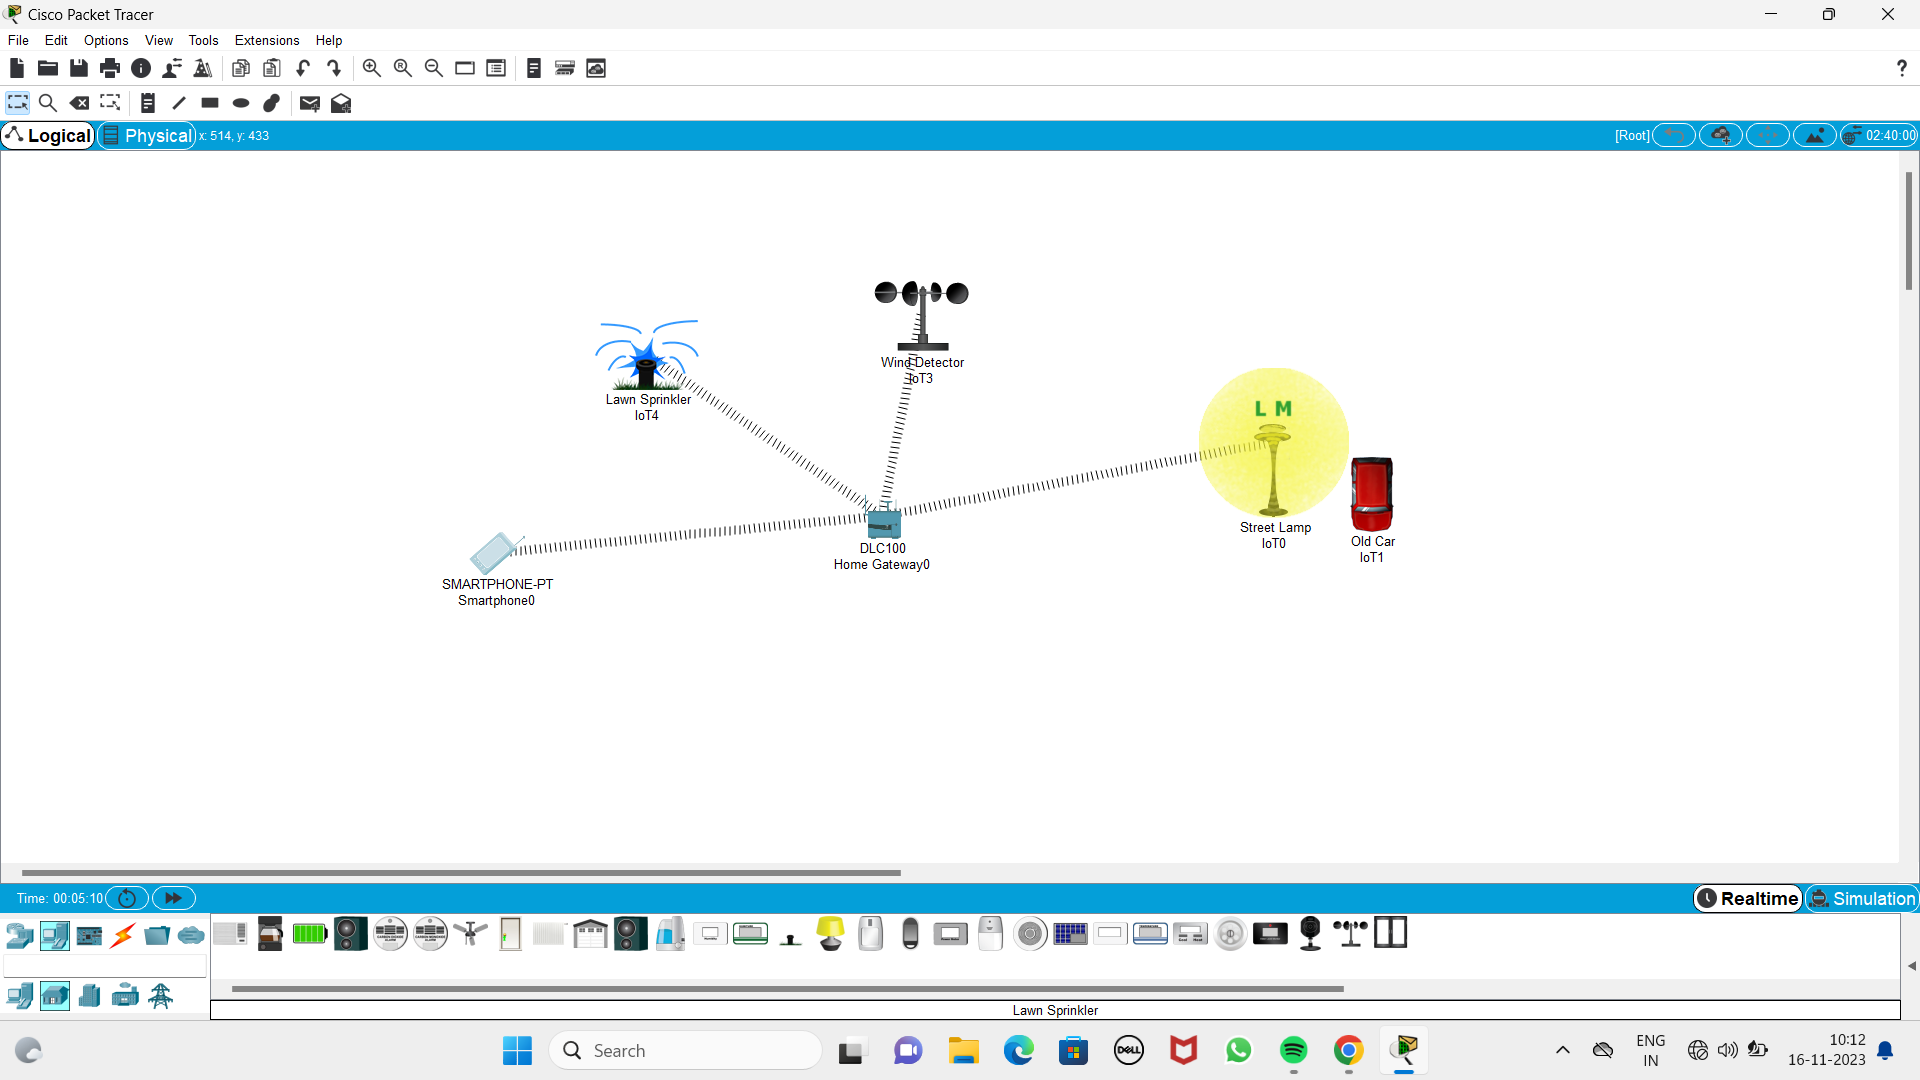 Cisco Packet Tracer
File Edit Options View Tools Extensions Help
?
Logical Physical x: 514, y: 433 [Root] 02:40:00
Wind Detector
IoT3
Lawn Sprinkler
IoT4
L M
Street Lamp
IoT0
Old Car
IoT1
DLC100
Home Gateway0
SMARTPHONE-PT
Smartphone0
Time: 00:05:10 Realtime Simulation
Lawn Sprinkler
Search
DELL
ENG
IN
10:12
16-11-2023